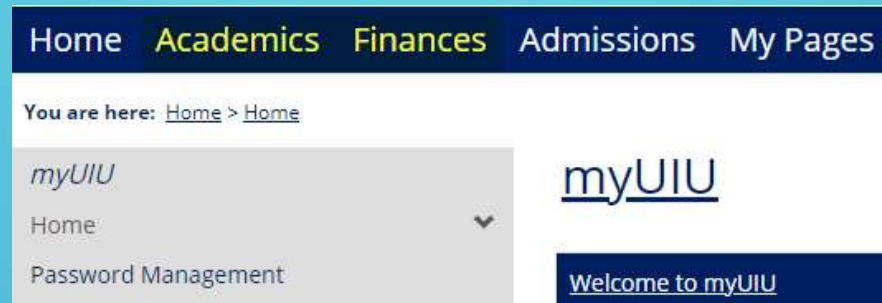 Home Academics Finances Admissions My Pages
You are here: Home > Home
myUIU
Home
Password Management
myUIU
Welcome to myUIU